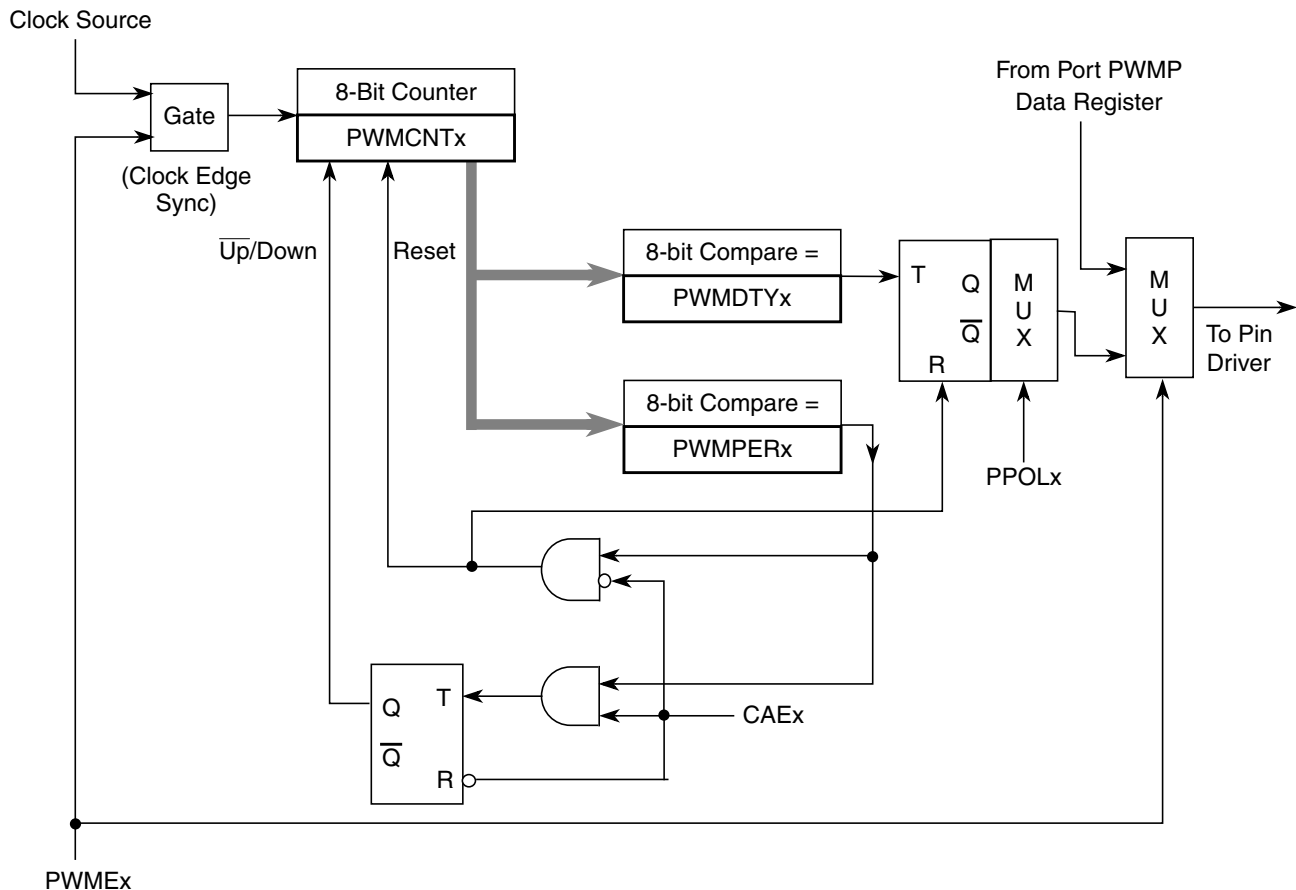 Clock Source
8-Bit Counter
PWMCNTx
Gate
(Clock Edge
Sync)
From Port PWMP
Data Register
U̅p̅/Down
Reset
8-bit Compare =
PWMDTYx
T
Q
Q̅
R
M
U
X
M
U
X
To Pin
Driver
8-bit Compare =
PWMPERx
PPOLx
Q
T
Q̅
R
CAEx
PWMEx